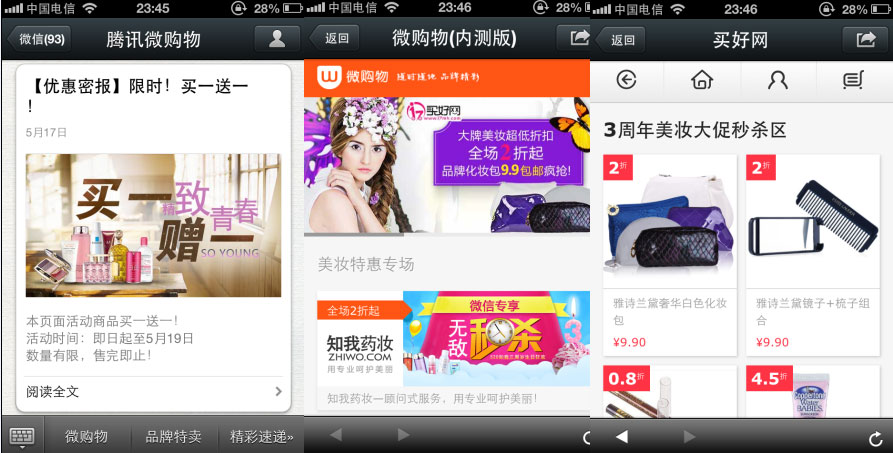 中国电信
23:45
28%
微信(93)
腾讯微购物
【优惠密报】限时！买一送一
！
5月17日
买一
精致
青春
赠一
SO YOUNG
本页面活动商品买一送一！
活动时间：即日起至5月19日
数量有限，售完即止！
阅读全文
微购物
品牌特卖
精彩速递»
中国电信
23:46
28%
返回
微购物(内测版)
微购物
随时随地 品牌精彩
买好网
大牌美妆超低折扣
全场2折起
品牌化妆包9.9包邮疯抢!
美妆特惠专场
全场2折起
知我药妆
ZHIWO.COM
用专业呵护美丽
微信专享
无敌
秒杀
3
知我药妆—顾问式服务，用专业呵护美丽!
中国电信
23:46
28%
返回
买好网
3周年美妆大促秒杀区
2折
雅诗兰黛奢华白色化妆
包
¥9.90
2折
雅诗兰黛镜子+梳子组
合
¥9.90
0.8折
4.5折
Coppertone
Water
BABIES